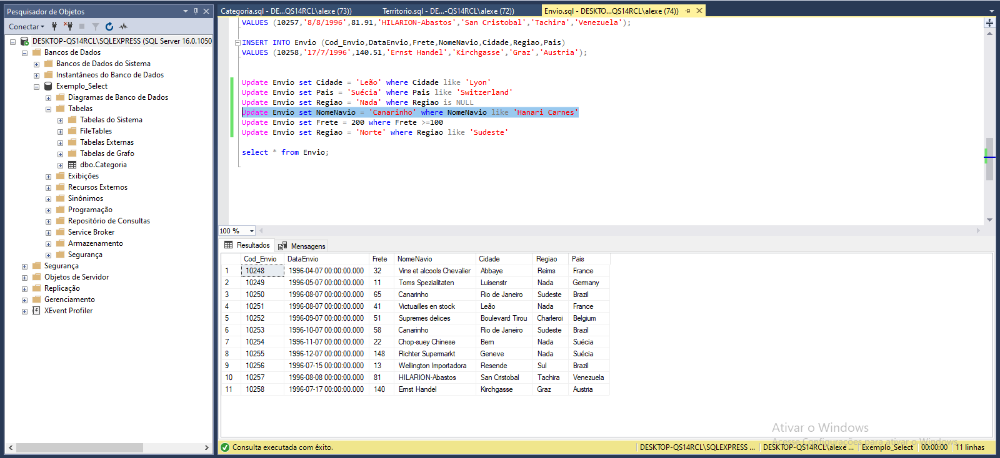 Pesquisador de Objetos
Conectar
DESKTOP-QS14RCL\SQLEXPRESS (SQL Server 16.0.1050
Bancos de Dados
Bancos de Dados do Sistema
Instantâneos do Banco de Dados
Exemplo_Select
Diagramas de Banco de Dados
Tabelas
Tabelas do Sistema
FileTables
Tabelas Externas
Tabelas de Grafo
dbo.Categoria
Exibições
Recursos Externos
Sinônimos
Programação
Repositório de Consultas
Service Broker
Armazenamento
Segurança
Segurança
Objetos de Servidor
Replicação
Gerenciamento
XEvent Profiler
Categoria.sql - DE...QS14RCL\alexe (73))
Territorio.sql - DE...-QS14RCL\alexe (72))
Envio.sql - DESKTO...QS14RCL\alexe (74))
VALUES (10257,'8/8/1996',81.91,'HILARION-Abastos','San Cristobal','Tachira','Venezuela');
INSERT INTO Envio (Cod_Envio,DataEnvio,Frete,NomeNavio,Cidade,Regiao,Pais)
VALUES (10258,'17/7/1996',140.51,'Ernst Handel','Kirchgasse','Graz','Austria');
Update Envio set Cidade = 'Leão' where Cidade like 'Lyon'
Update Envio set Pais = 'Suécia' where Pais like 'Switzerland'
Update Envio set Regiao = 'Nada' where Regiao is NULL
Update Envio set NomeNavio = 'Canarinho' where NomeNavio like 'Hanari Carnes'
Update Envio set Frete = 200 where Frete >=100
Update Envio set Regiao = 'Norte' where Regiao like 'Sudeste'
select * from Envio;
100 %
Resultados Mensagens
Cod_Envio DataEnvio Frete NomeNavio Cidade Regiao Pais
1 10248 1996-04-07 00:00:00.000 32 Vins et alcools Chevalier Abbaye Reims France
2 10249 1996-05-07 00:00:00.000 11 Toms Spezialitaten Luisenstr Nada Germany
3 10250 1996-08-07 00:00:00.000 65 Canarinho Rio de Janeiro Sudeste Brazil
4 10251 1996-08-07 00:00:00.000 41 Victuailles en stock Leão Nada France
5 10252 1996-09-07 00:00:00.000 51 Supremes delices Boulevard Tirou Charleroi Belgium
6 10253 1996-10-07 00:00:00.000 58 Canarinho Rio de Janeiro Sudeste Brazil
7 10254 1996-11-07 00:00:00.000 22 Chop-suey Chinese Bern Nada Suécia
8 10255 1996-12-07 00:00:00.000 148 Richter Supermarkt Geneve Nada Suécia
9 10256 1996-07-15 00:00:00.000 13 Wellington Importadora Resende Sul Brazil
10 10257 1996-08-08 00:00:00.000 81 HILARION-Abastos San Cristobal Tachira Venezuela
11 10258 1996-07-17 00:00:00.000 140 Ernst Handel Kirchgasse Graz Austria
Ativar o Windows
Acesse Configurações para ativar o Windows.
Consulta executada com êxito.
DESKTOP-QS14RCL\SQLEXPRESS ... DESKTOP-QS14RCL\alexe ... Exemplo_Select 00:00:00 11 linhas